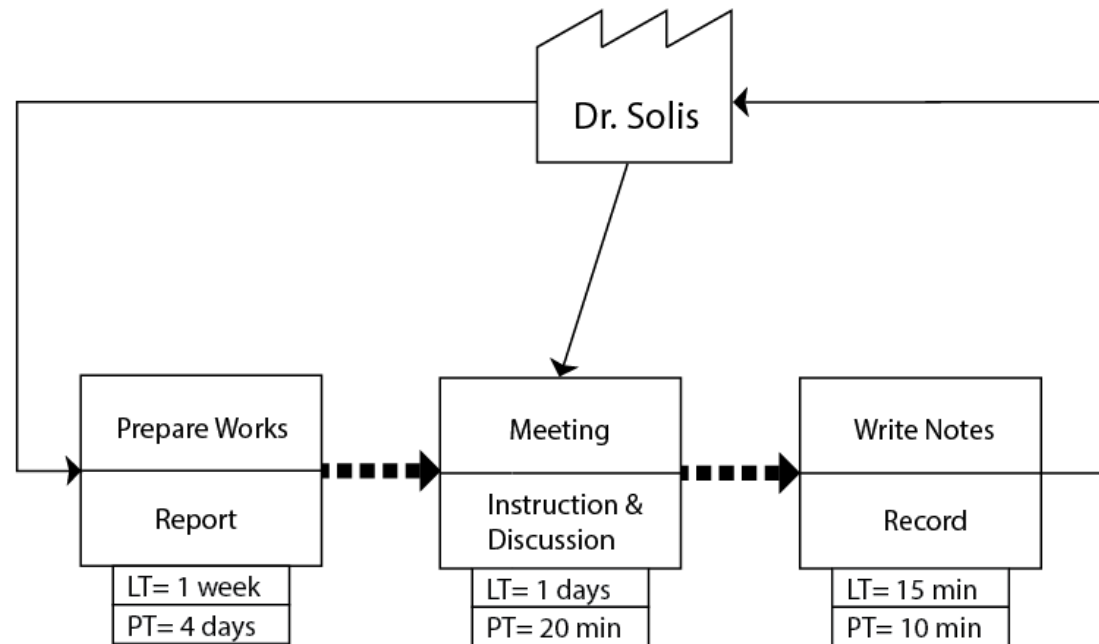 Dr. Solis
Prepare Works
Report
LT= 1 week
PT= 4 days
Meeting
Instruction &
Discussion
LT= 1 days
PT= 20 min
Write Notes
Record
LT= 15 min
PT= 10 min